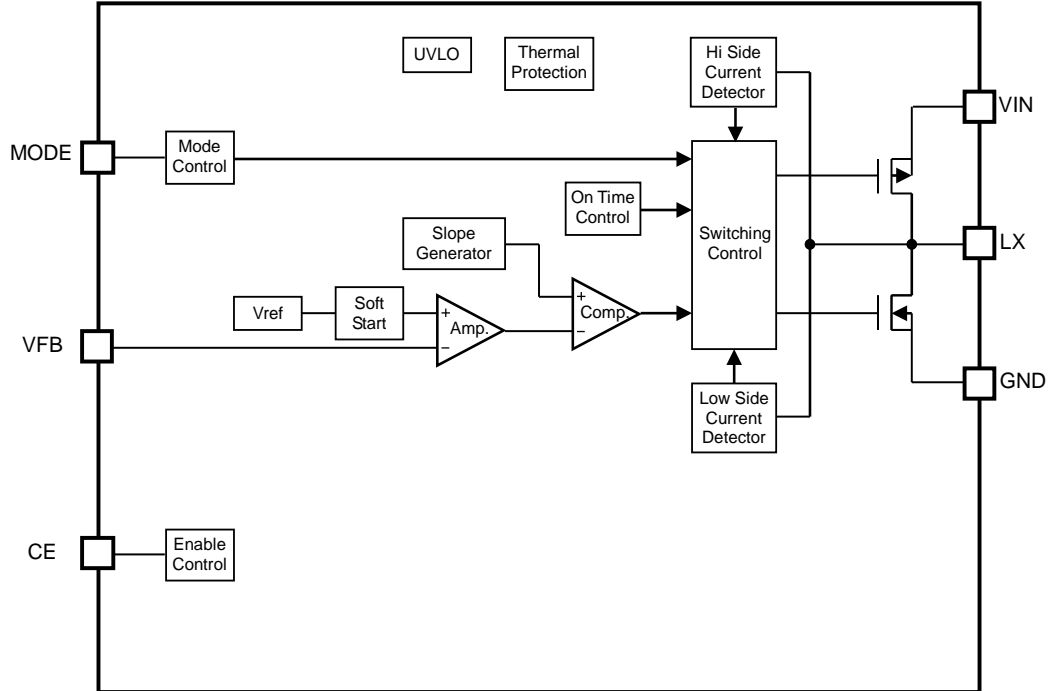 UVLO
Thermal
Protection
Hi Side
Current
Detector
VIN
MODE
Mode
Control
On Time
Control
Slope
Generator
Switching
Control
LX
Vref
Soft
Start
+
Amp.
−
+
Comp.
−
VFB
GND
Low Side
Current
Detector
CE
Enable
Control